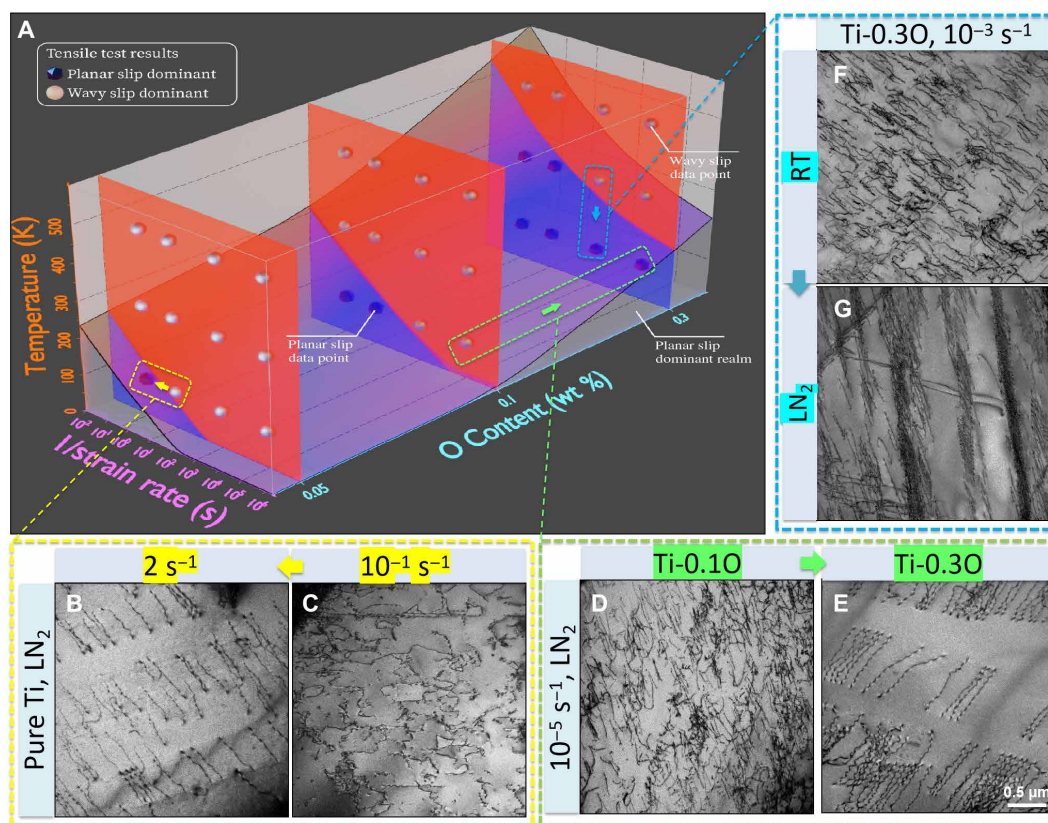 A
Tensile test results
Planar slip dominant
Wavy slip dominant
Temperature (K)
500
400
300
200
100
0
Wavy slip
data point
Planar slip
data point
Planar slip
dominant realm
0.3
0.1
0.05
O Content (wt %)
1/strain rate (s)
Ti-0.3O, 10⁻³ s⁻¹
RT
F
LN₂
G
2 s⁻¹
10⁻¹ s⁻¹
Pure Ti, LN₂
B
C
Ti-0.1O
Ti-0.3O
10⁻⁵ s⁻¹, LN₂
D
E
0.5 μm